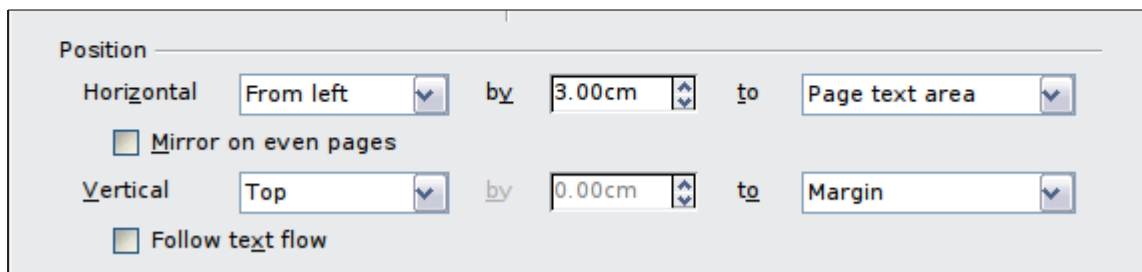 Position
Horizontal From left by 3.00cm to Page text area
Mirror on even pages
Vertical Top by 0.00cm to Margin
Follow text flow